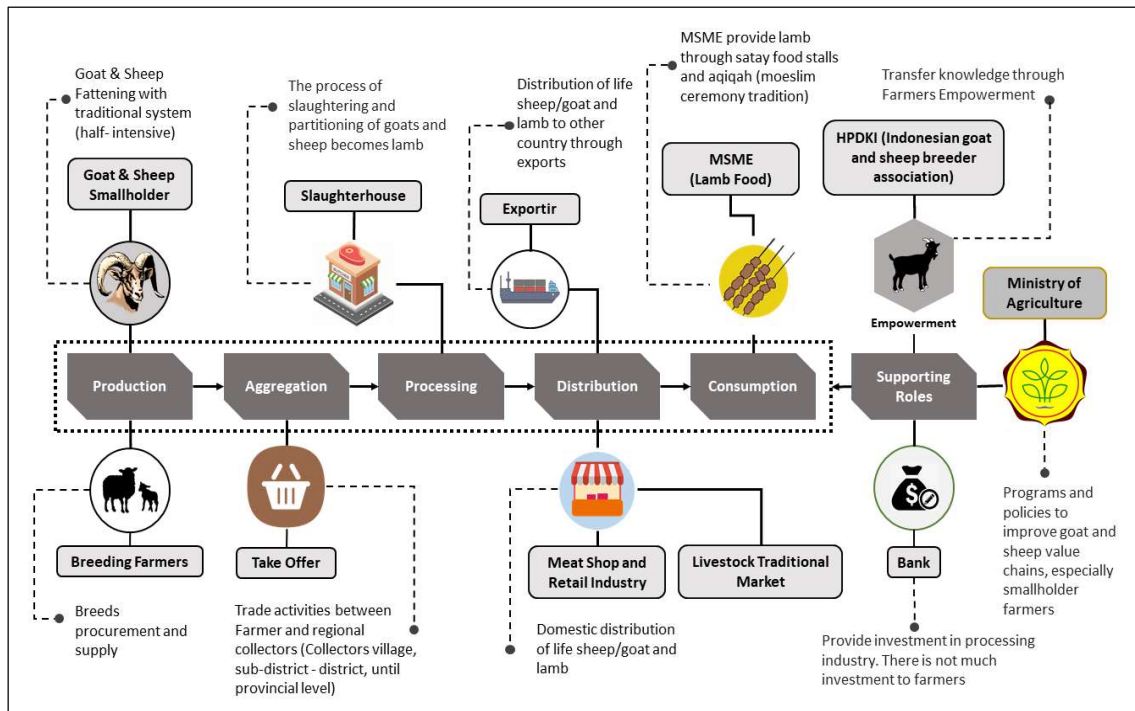 Goat & Sheep
Fattening with
traditional system
(half- intensive)
Goat & Sheep
Smallholder
The process of
slaughtering and
partitioning of goats and
sheep becomes lamb
Slaughterhouse
Distribution of life
sheep/goat and
lamb to other
country through
exports
Exportir
MSME provide lamb
through satay food stalls
and aqiqah (moeslim
ceremony tradition)
MSME
(Lamb Food)
Transfer knowledge through
Farmers Empowerment
HPDKI (Indonesian goat
and sheep breeder
association)
Empowerment
Ministry of
Agriculture
Production
Aggregation
Processing
Distribution
Consumption
Supporting
Roles
Breeding Farmers
Breeds
procurement and
supply
Take Offer
Trade activities between
Farmer and regional
collectors (Collectors village,
sub-district - district, until
provincial level)
Meat Shop and
Retail Industry
Livestock Traditional
Market
Domestic distribution
of life sheep/goat and
lamb
$
Bank
Provide investment in processing
industry. There is not much
investment to farmers
Programs and
policies to
improve goat and
sheep value
chains, especially
smallholder
farmers